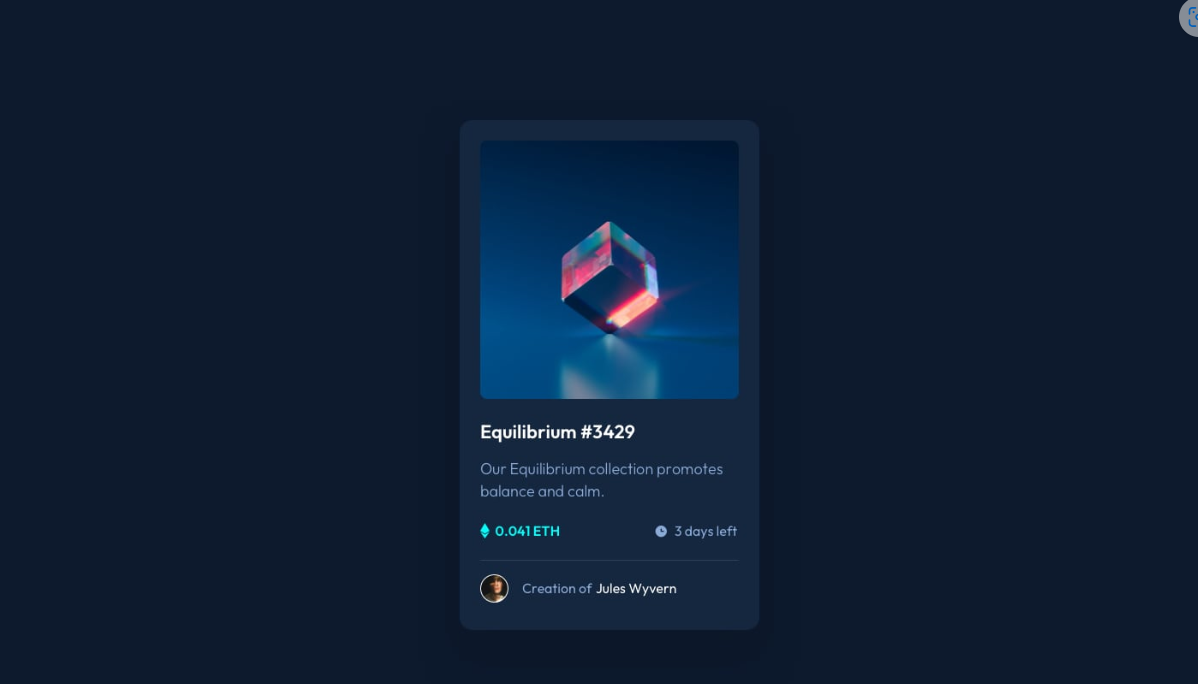 Equilibrium #3429
Our Equilibrium collection promotes
balance and calm.
0.041 ETH
3 days left
Creation of Jules Wyvern